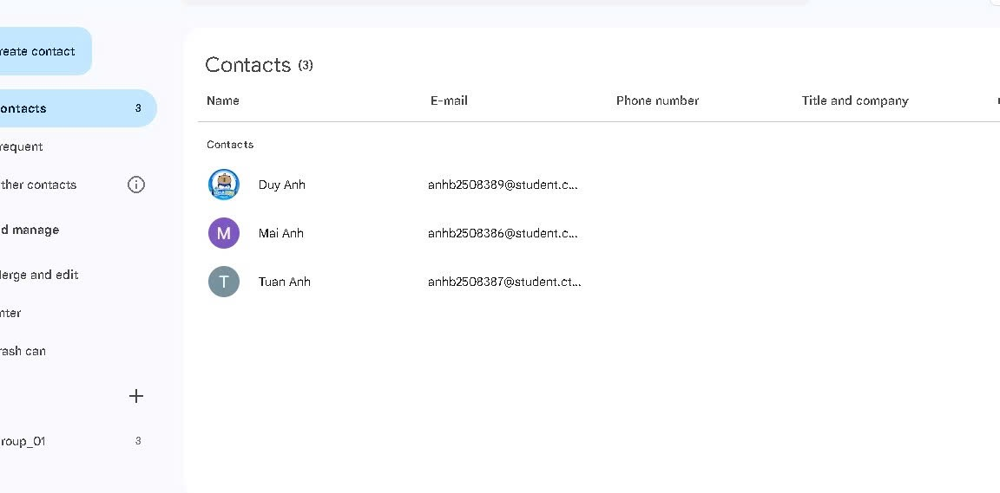 reate contact
ontacts 3
requent
ther contacts
d manage
erge and edit
nter
rash can
roup_01 3
Contacts (3)
Name E-mail Phone number Title and company
Contacts
Duy Anh anhb2508389@student.c...
M Mai Anh anhb2508386@student.c...
T Tuan Anh anhb2508387@student.ct...